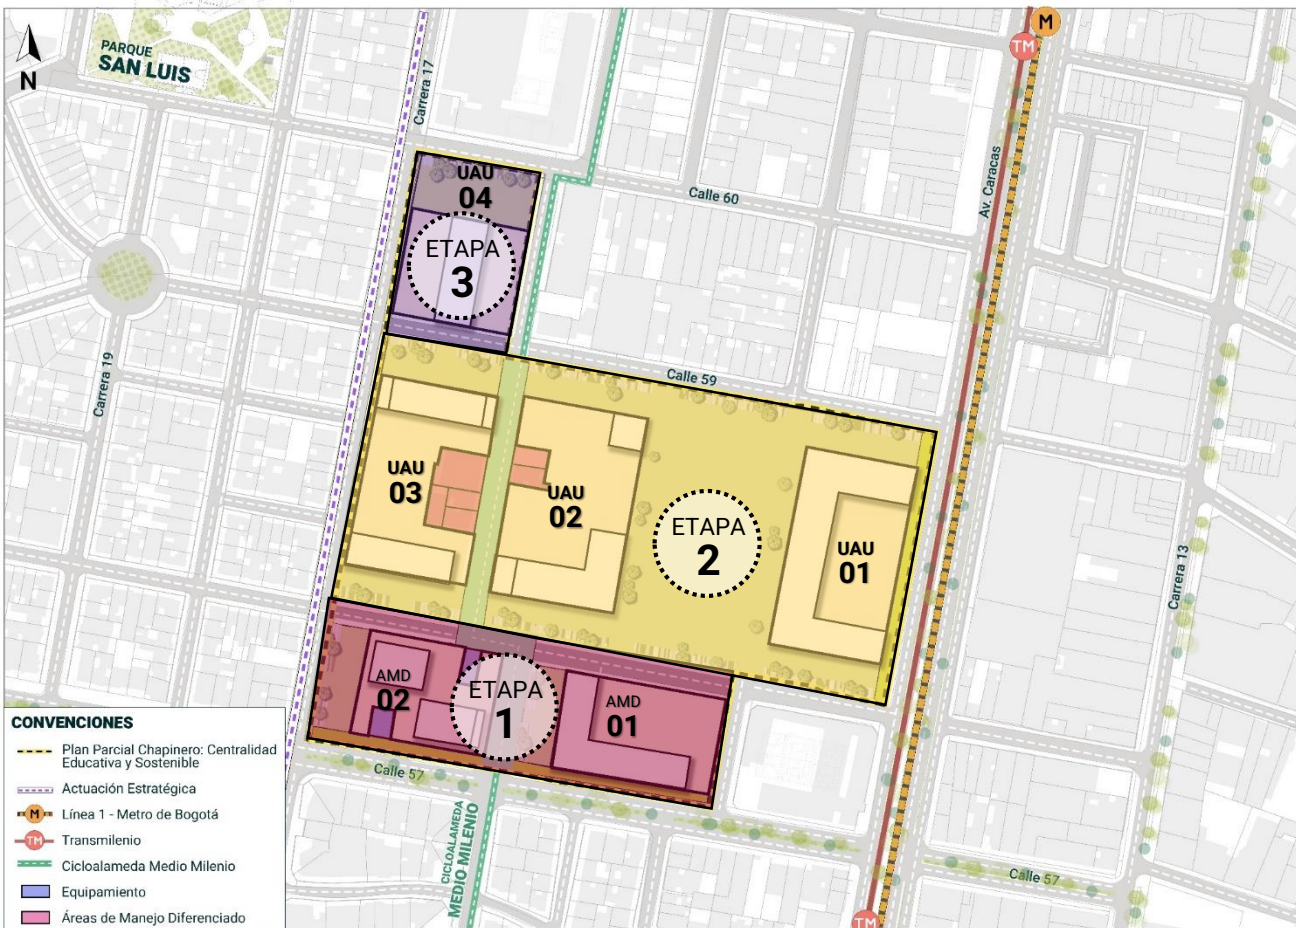 M
TM
PARQUE
SAN LUIS
N
Carrera 17
Av. Caracas
UAU
04
Calle 60
ETAPA
3
Carrera 19
Calle 59
UAU
03
UAU
02
ETAPA
2
UAU
01
Carrera 13
AMD
02
ETAPA
1
AMD
01
Calle 57
CICLOALAMEDA
MEDIO MILENIO
Calle 57
TM
CONVENCIONES
Plan Parcial Chapinero: Centralidad
Educativa y Sostenible
Actuación Estratégica
M
Línea 1 - Metro de Bogotá
TM
Transmilenio
Cicloalameda Medio Milenio
Equipamiento
Áreas de Manejo Diferenciado